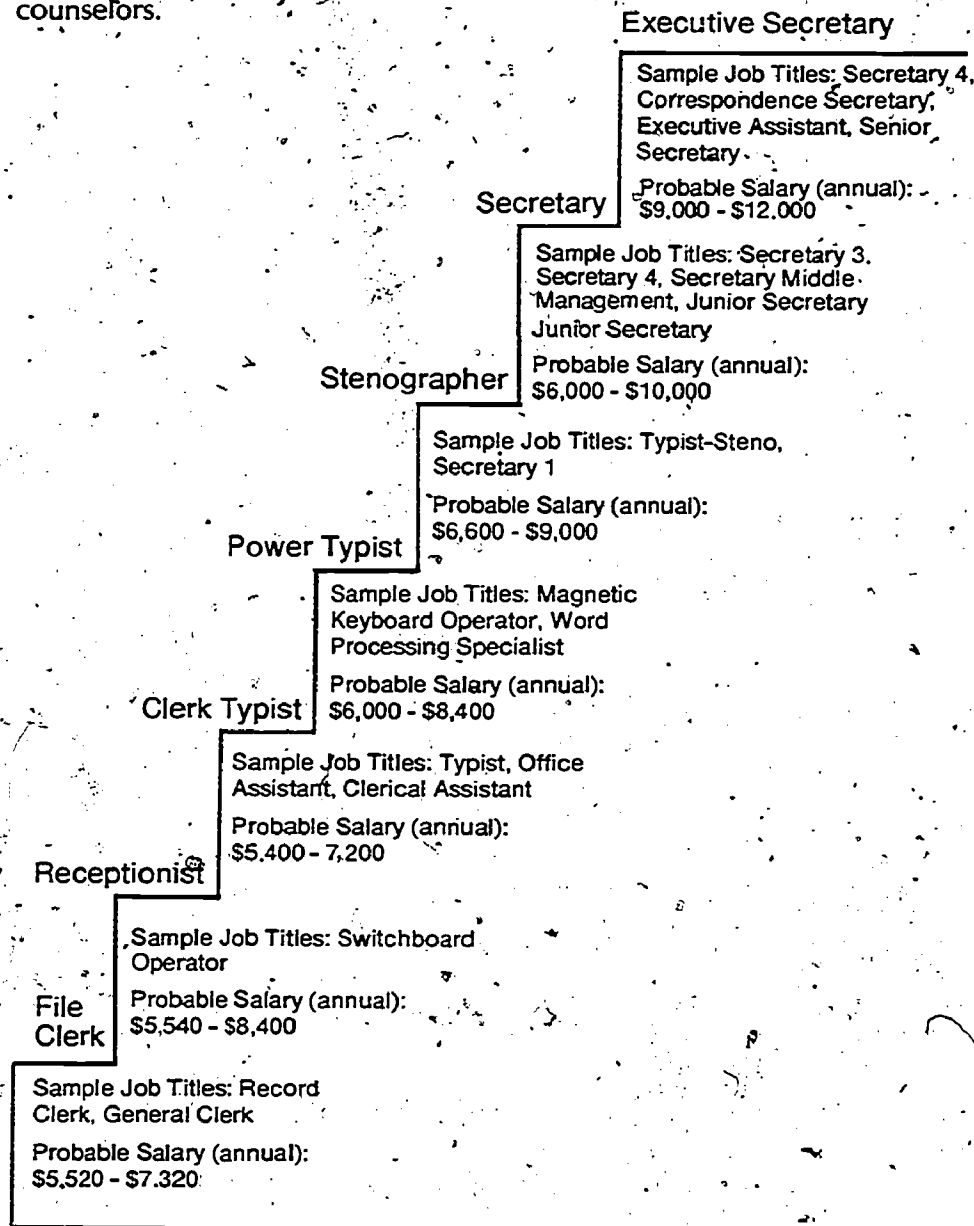 counselors.
Executive Secretary
Sample Job Titles: Secretary 4,
Correspondence Secretary,
Executive Assistant, Senior
Secretary
Probable Salary (annual):
$9,000 - $12,000
Secretary
Sample Job Titles: Secretary 3,
Secretary 4, Secretary Middle
Management, Junior Secretary
Junior Secretary
Probable Salary (annual):
$6,000 - $10,000
Stenographer
Sample Job Titles: Typist-Steno,
Secretary 1
Probable Salary (annual):
$6,600 - $9,000
Power Typist
Sample Job Titles: Magnetic
Keyboard Operator, Word
Processing Specialist
Probable Salary (annual):
$6,000 - $8,400
Clerk Typist
Sample Job Titles: Typist, Office
Assistant, Clerical Assistant
Probable Salary (annual):
$5,400 - 7,200
Receptionist
Sample Job Titles: Switchboard
Operator
Probable Salary (annual):
$5,540 - $8,400
File
Clerk
Sample Job Titles: Record
Clerk, General Clerk
Probable Salary (annual):
$5,520 - $7,320